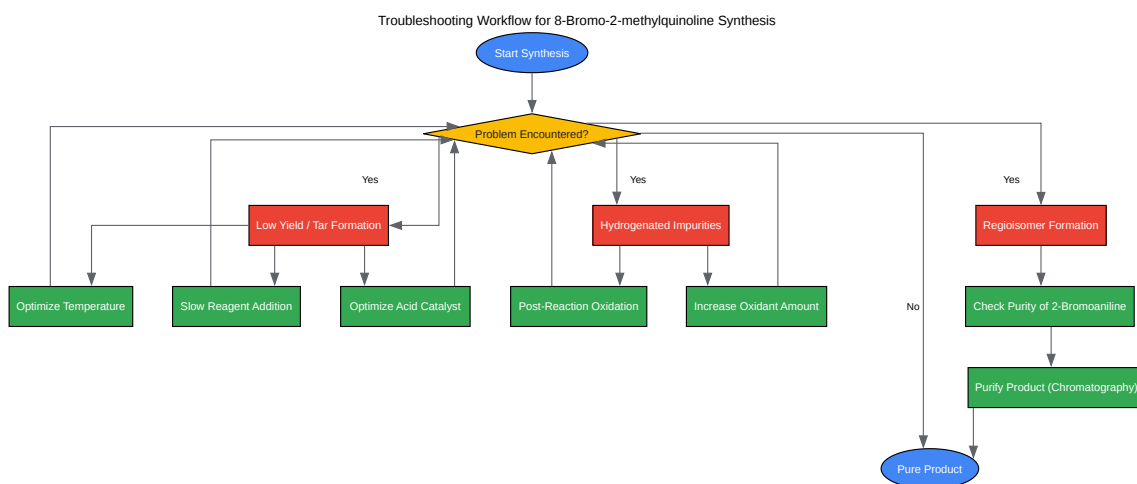 Troubleshooting Workflow for 8-Bromo-2-methylquinoline Synthesis
Start Synthesis
Problem Encountered?
Yes
Yes
Yes
Low Yield / Tar Formation
Hydrogenated Impurities
Regioisomer Formation
Optimize Temperature
Slow Reagent Addition
Optimize Acid Catalyst
Post-Reaction Oxidation
Increase Oxidant Amount
No
Check Purity of 2-Bromoaniline
Purify Product (Chromatography)
Pure Product